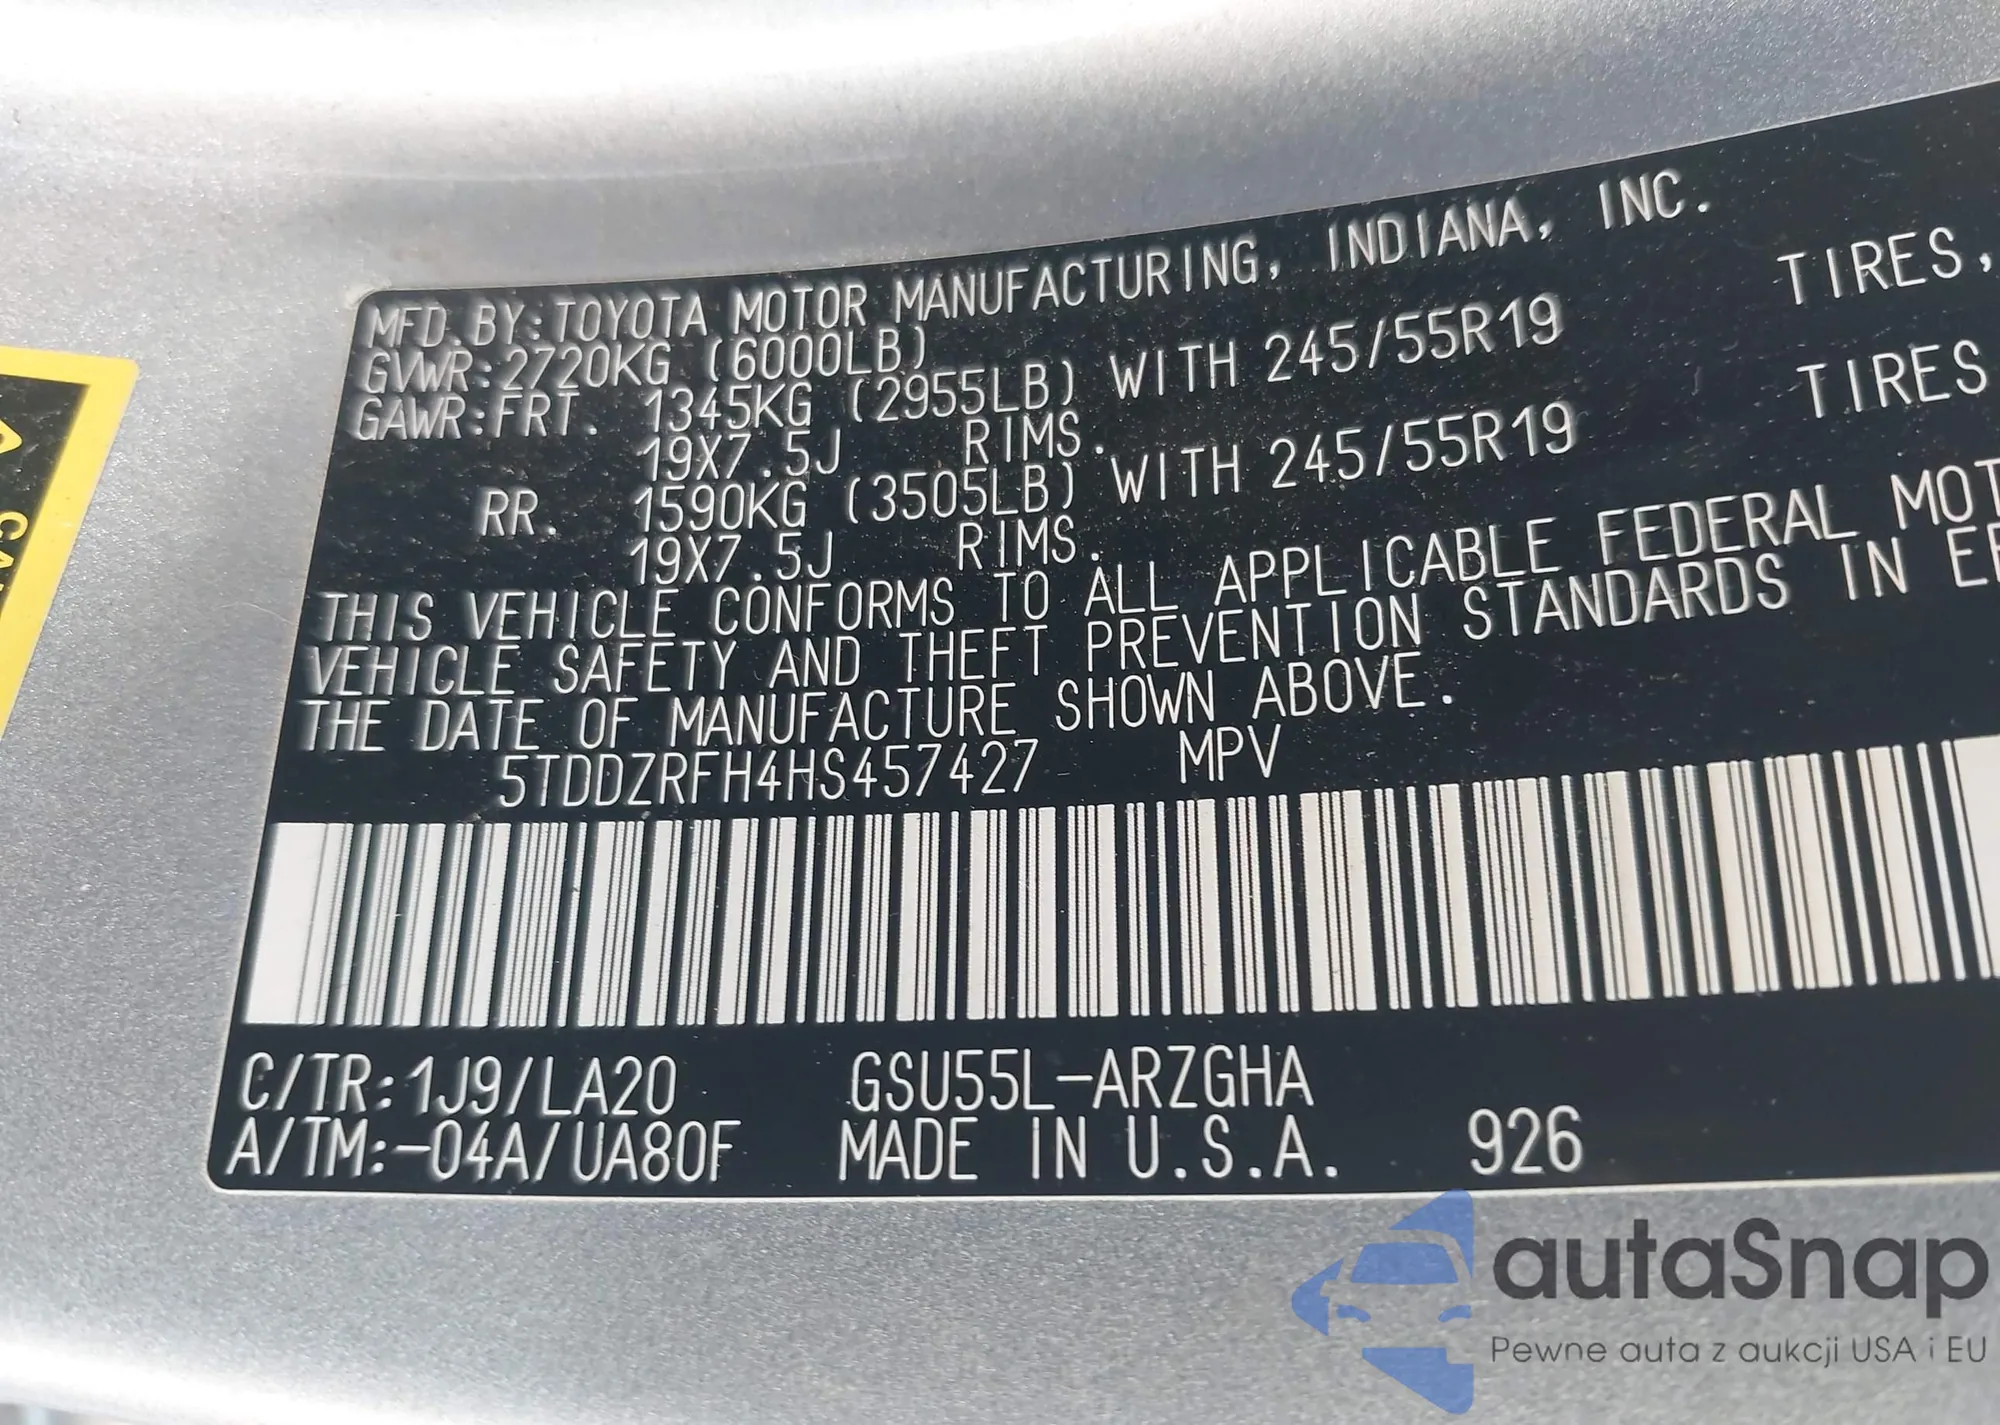 MFD. BY: TOYOTA MOTOR MANUFACTURING, INDIANA, INC.
GVWR: 2720KG (6000LB)
GAWR: FRT. 1345KG (2955LB) WITH 245/55R19 TIRES,
19X7.5J RIMS.
RR. 1590KG (3505LB) WITH 245/55R19 TIRES
19X7.5J RIMS.
THIS VEHICLE CONFORMS TO ALL APPLICABLE FEDERAL MOT
VEHICLE SAFETY AND THEFT PREVENTION STANDARDS IN
THE DATE OF MANUFACTURE SHOWN ABOVE.
5TDDZRFH4HS457427 MPV
C/TR: 1J9/LA20 GSU55L-ARZGHA
A/TM: -04A/UA80F MADE IN U.S.A. 926
autaSnap
Pewne auta z aukcji USA i EU